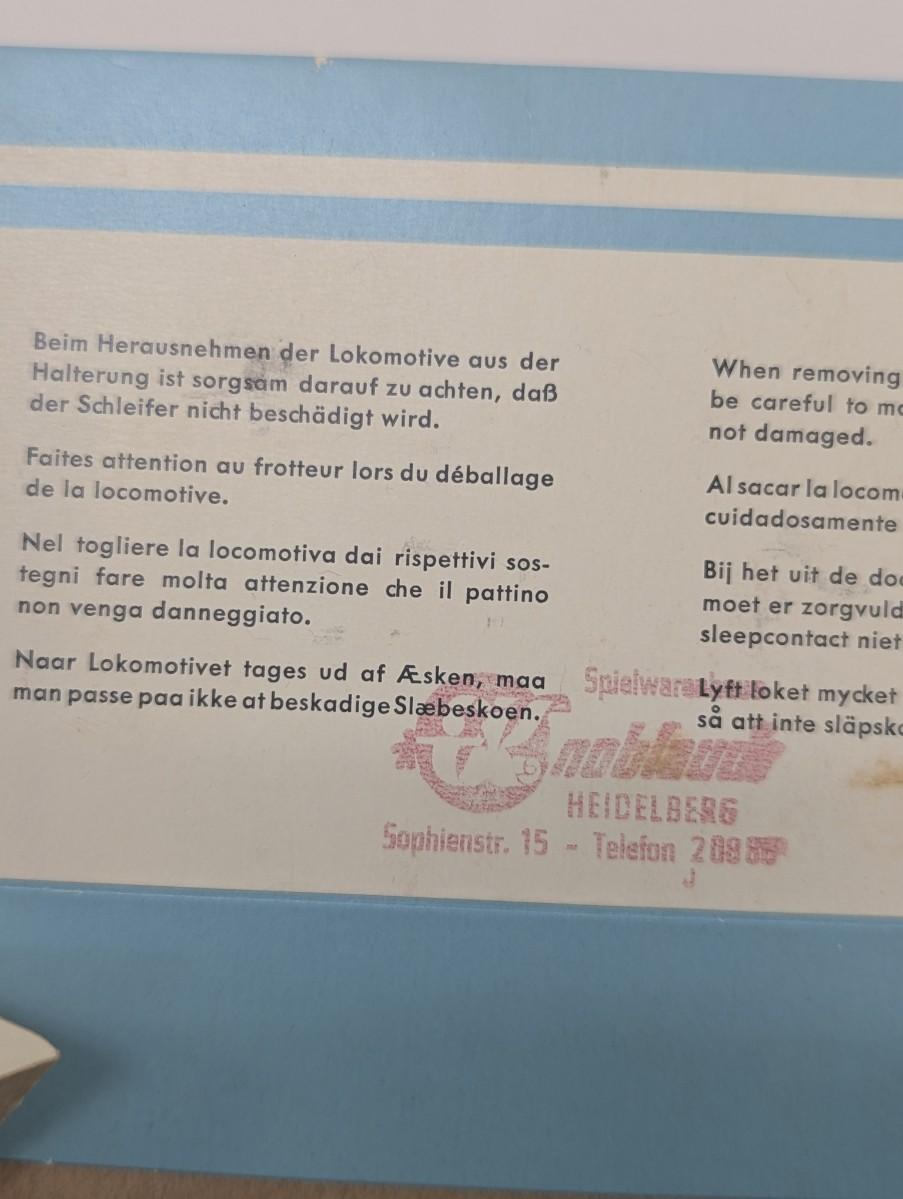 Beim Herausnehmen der Lokomotive aus der
Halterung ist sorgsam darauf zu achten, daß
der Schleifer nicht beschädigt wird.
Faites attention au frotteur lors du déballage
de la locomotive.
Nel togliere la locomotiva dai rispettivi sos-
tegni fare molta attenzione che il pattino
non venga danneggiato.
Naar Lokomotivet tages ud af Æsken, maa
man passe paa ikke at beskadige Slæbeskoen.
When removing
be careful to
not damaged.
Al sacar la
cuidadosamente
Bij het uit de
moet er
sleepcontact niet
Lyft loket mycket
så att inte
HEIDELBERG
Sophienstr. 15 - Telefon